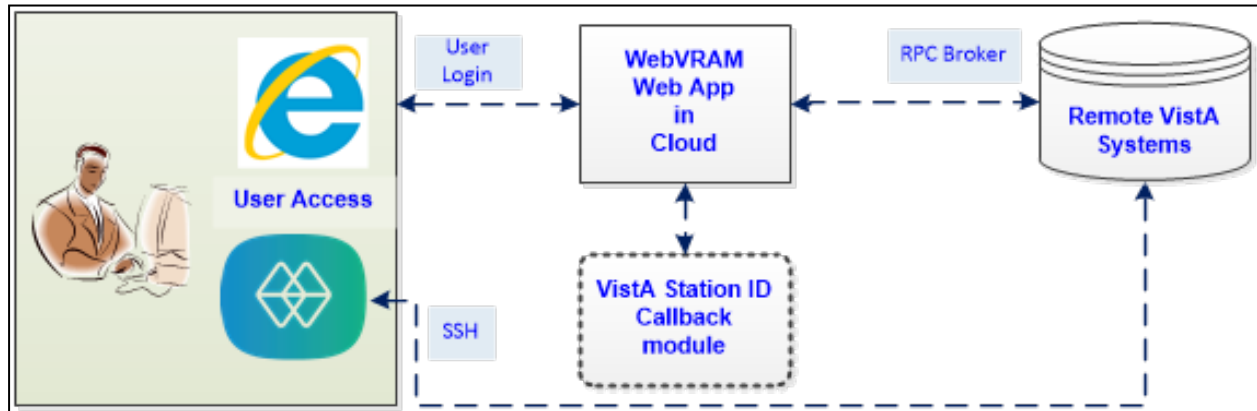 User
Login
WebVRAM
Web App
in
Cloud
RPC Broker
Remote VistA
Systems
User Access
VistA Station ID
Callback
module
SSH